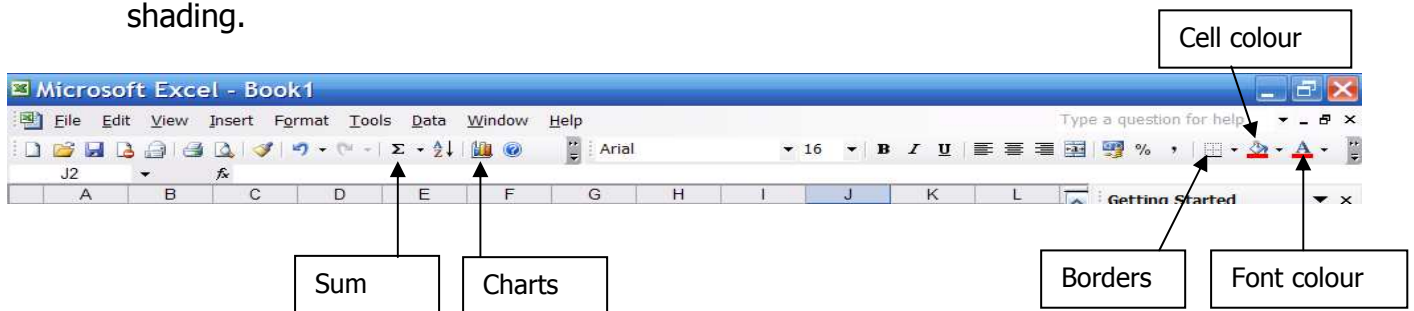 shading.
Cell colour
Microsoft Excel - Book1
File Edit View Insert Format Tools Data Window Help Type a question for help
Σ Arial 16 B I U % ,
J2 fx
A B C D E F G H I J K L Getting Started
Sum
Charts
Borders
Font colour